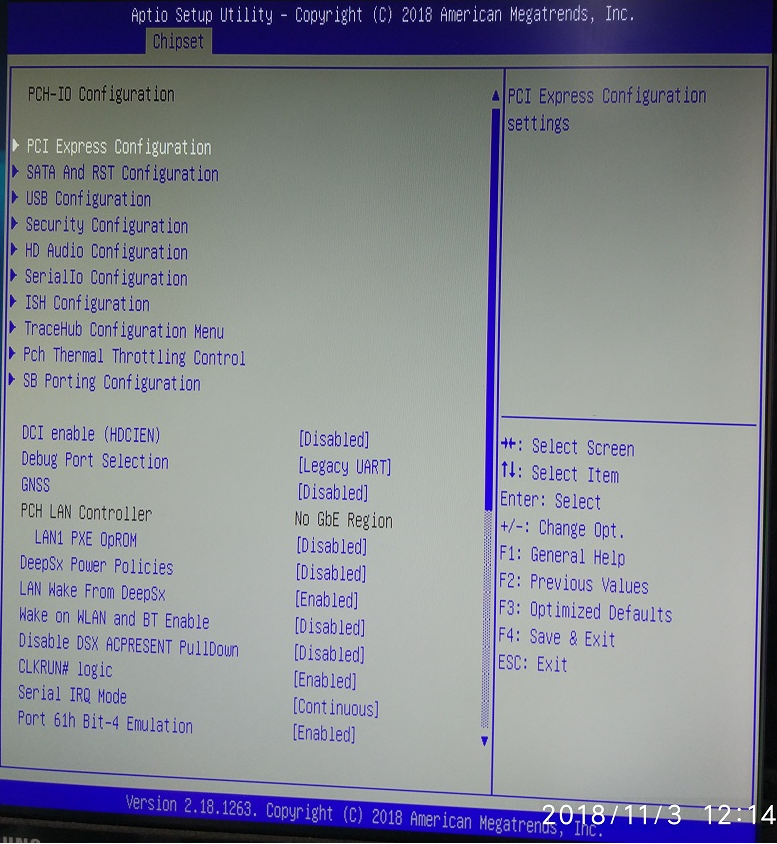 Aptio Setup Utility - Copyright (C) 2018 American Megatrends, Inc.
Chipset
PCH-IO Configuration
PCI Express Configuration
SATA And RST Configuration
USB Configuration
Security Configuration
HD Audio Configuration
SerialIo Configuration
ISH Configuration
TraceHub Configuration Menu
Pch Thermal Throttling Control
SB Porting Configuration
DCI enable (HDCIEN) [Disabled]
Debug Port Selection [Legacy UART]
GNSS [Disabled]
PCH LAN Controller No GbE Region
LAN1 PXE OpROM [Disabled]
DeepSx Power Policies [Disabled]
LAN Wake From DeepSx [Enabled]
Wake on WLAN and BT Enable [Disabled]
Disable DSX ACPRESENT PullDown [Disabled]
CLKRUN# logic [Enabled]
Serial IRQ Mode [Continuous]
Port 61h Bit-4 Emulation [Enabled]
PCI Express Configuration
settings
→←: Select Screen
↑↓: Select Item
Enter: Select
+/-: Change Opt.
F1: General Help
F2: Previous Values
F3: Optimized Defaults
F4: Save & Exit
ESC: Exit
Version 2.18.1263. Copyright (C) 2018 American Megatrends, Inc.
2018/11/3 12:14